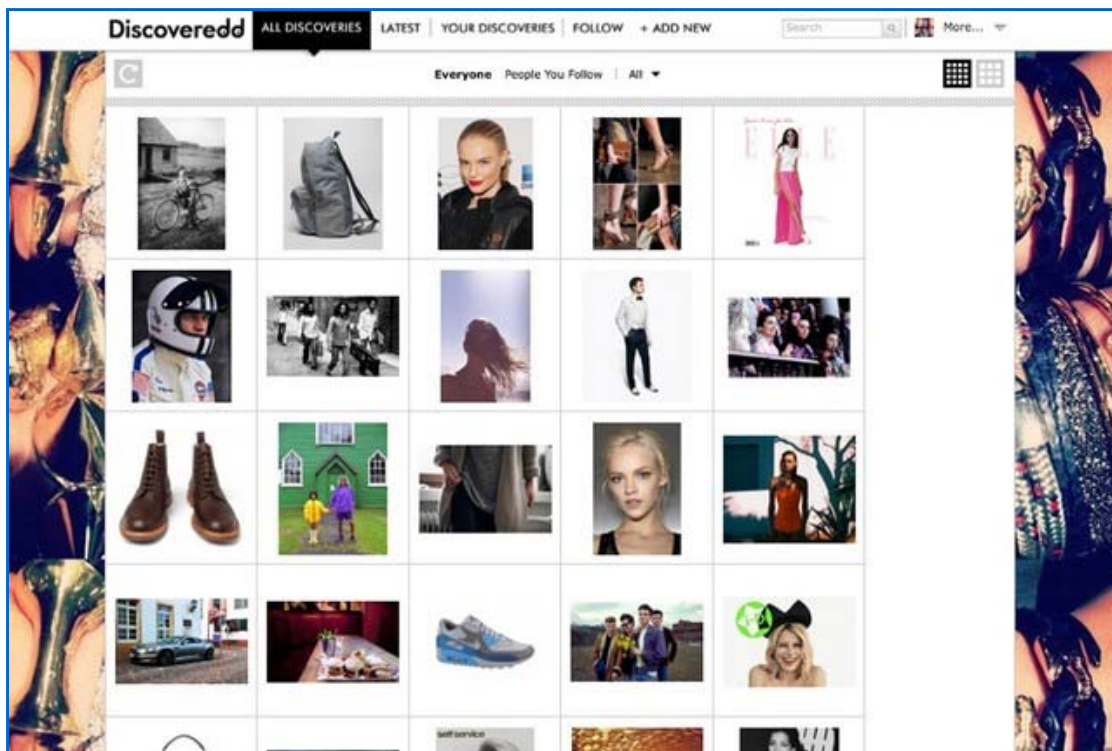 Discoveredd ALL DISCOVERIES LATEST YOUR DISCOVERIES FOLLOW + ADD NEW Search More...
Everyone People You Follow All
ELLE
self service